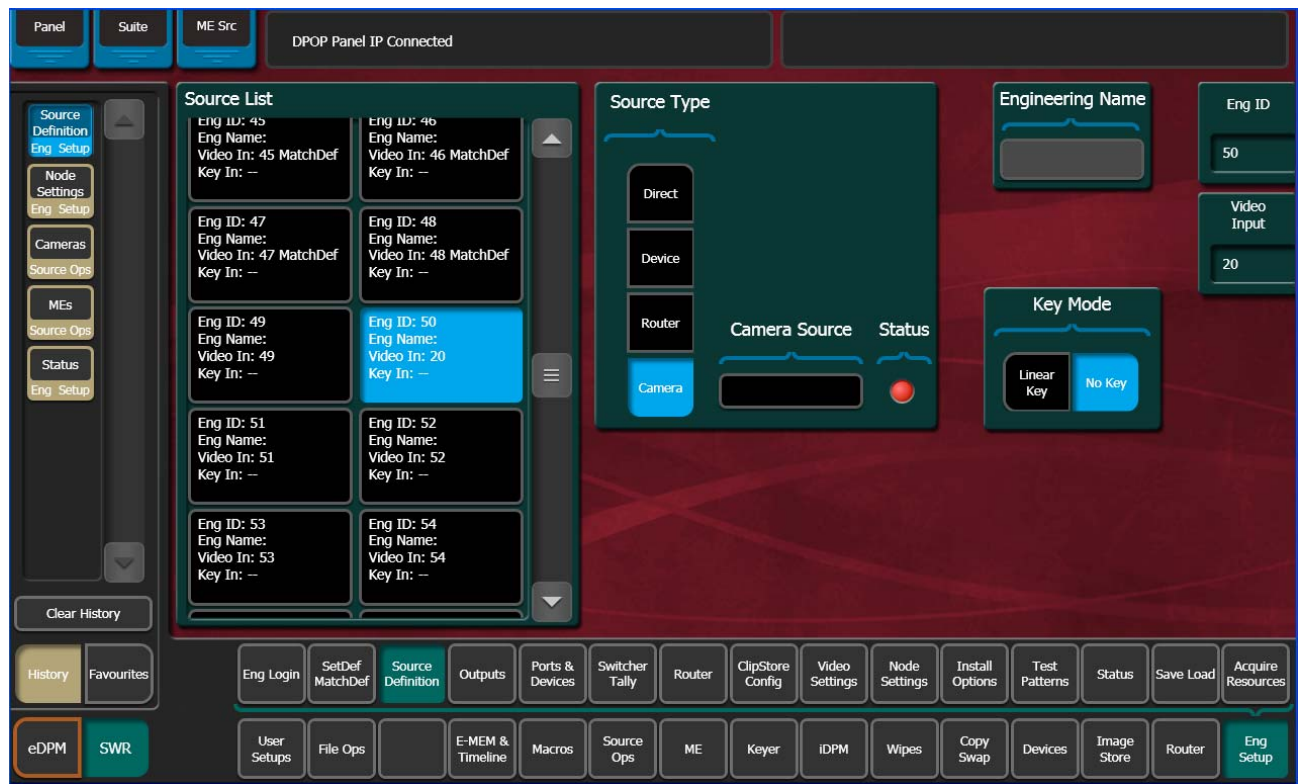 Panel
Suite
ME Src
DPOP Panel IP Connected
Source
Definition
Eng Setup
Node
Settings
Eng Setup
Cameras
Source Ops
MEs
Source Ops
Status
Eng Setup
Clear History
History
Favourites
eDPM
SWR
Source List
Eng ID: 45
Eng Name:
Video In: 45 MatchDef
Key In: --
Eng ID: 46
Eng Name:
Video In: 46 MatchDef
Key In: --
Eng ID: 47
Eng Name:
Video In: 47 MatchDef
Key In: --
Eng ID: 48
Eng Name:
Video In: 48 MatchDef
Key In: --
Eng ID: 49
Eng Name:
Video In: 49
Key In: --
Eng ID: 50
Eng Name:
Video In: 20
Key In: --
Eng ID: 51
Eng Name:
Video In: 51
Key In: --
Eng ID: 52
Eng Name:
Video In: 52
Key In: --
Eng ID: 53
Eng Name:
Video In: 53
Key In: --
Eng ID: 54
Eng Name:
Video In: 54
Key In: --
Source Type
Direct
Device
Router
Camera
Camera Source
Status
Engineering Name
Eng ID
50
Video
Input
20
Key Mode
Linear
Key
No Key
Eng Login
SetDef
MatchDef
Source
Definition
Outputs
Ports &
Devices
Switcher
Tally
Router
ClipStore
Config
Video
Settings
Node
Settings
Install
Options
Test
Patterns
Status
Save Load
Acquire
Resources
User
Setups
File Ops
E-MEM &
Timeline
Macros
Source
Ops
ME
Keyer
iDPM
Wipes
Copy
Swap
Devices
Image
Store
Router
Eng
Setup